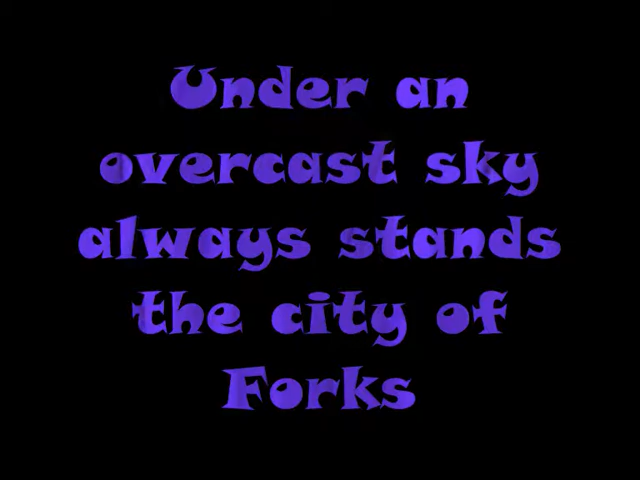 Under an
overcast sky
always stands
the city of
Forks